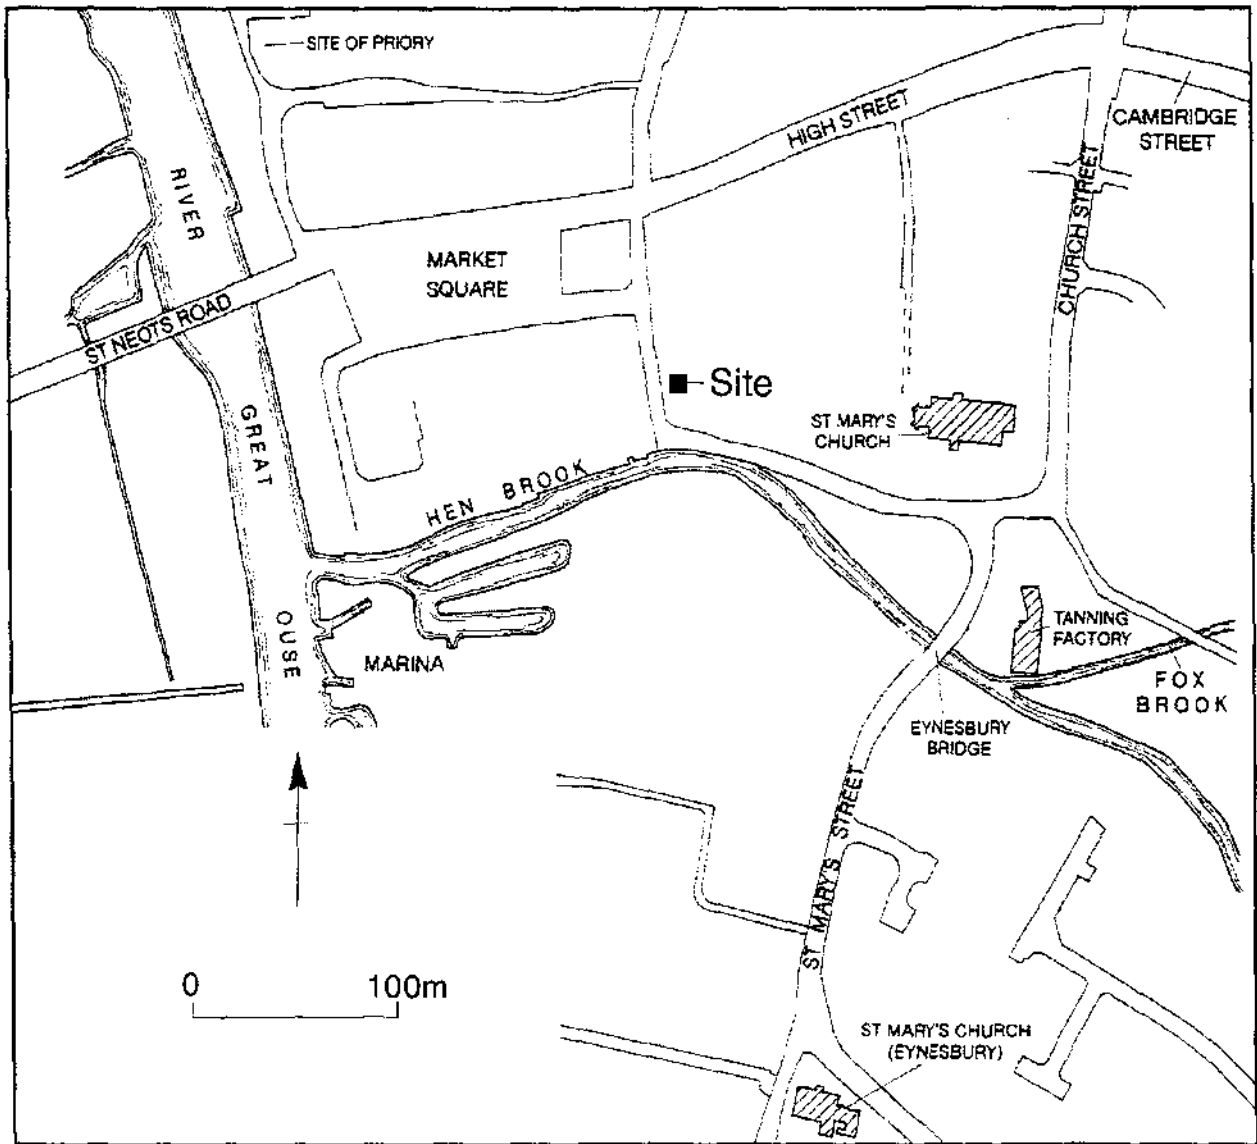 SITE OF PRIORY
HIGH STREET
CAMBRIDGE
STREET
RIVER
CHURCH STREET
MARKET
SQUARE
ST NEOTS ROAD
Site
GREAT
ST MARY'S
CHURCH
HEN BROOK
OUSE
TANNING
FACTORY
MARINA
FOX
BROOK
EYNESBURY
BRIDGE
ST MARY'S STREET
0 100m
ST MARY'S CHURCH
(EYNESBURY)